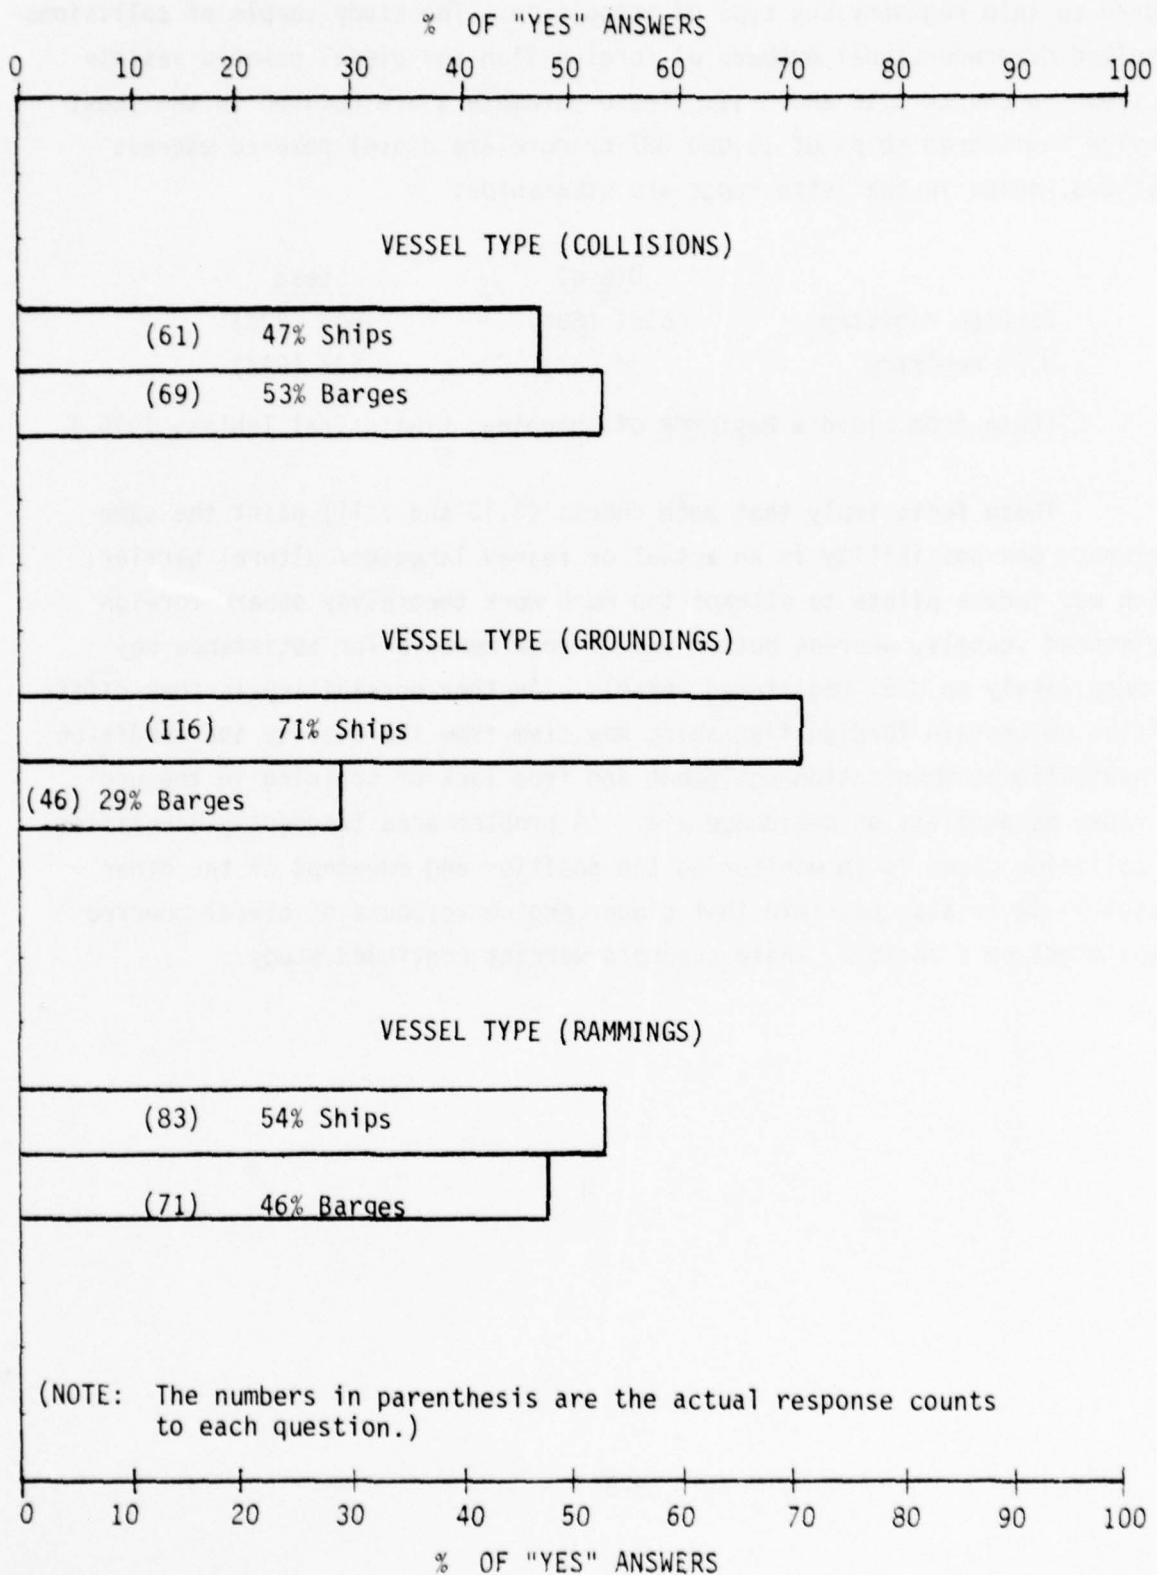 % OF "YES" ANSWERS
0 10 20 30 40 50 60 70 80 90 100
VESSEL TYPE (COLLISIONS)
(61) 47% Ships
(69) 53% Barges
VESSEL TYPE (GROUNDINGS)
(116) 71% Ships
(46) 29% Barges
VESSEL TYPE (RAMMINGS)
(83) 54% Ships
(71) 46% Barges
(NOTE: The numbers in parenthesis are the actual response counts
to each question.)
0 10 20 30 40 50 60 70 80 90 100
% OF "YES" ANSWERS